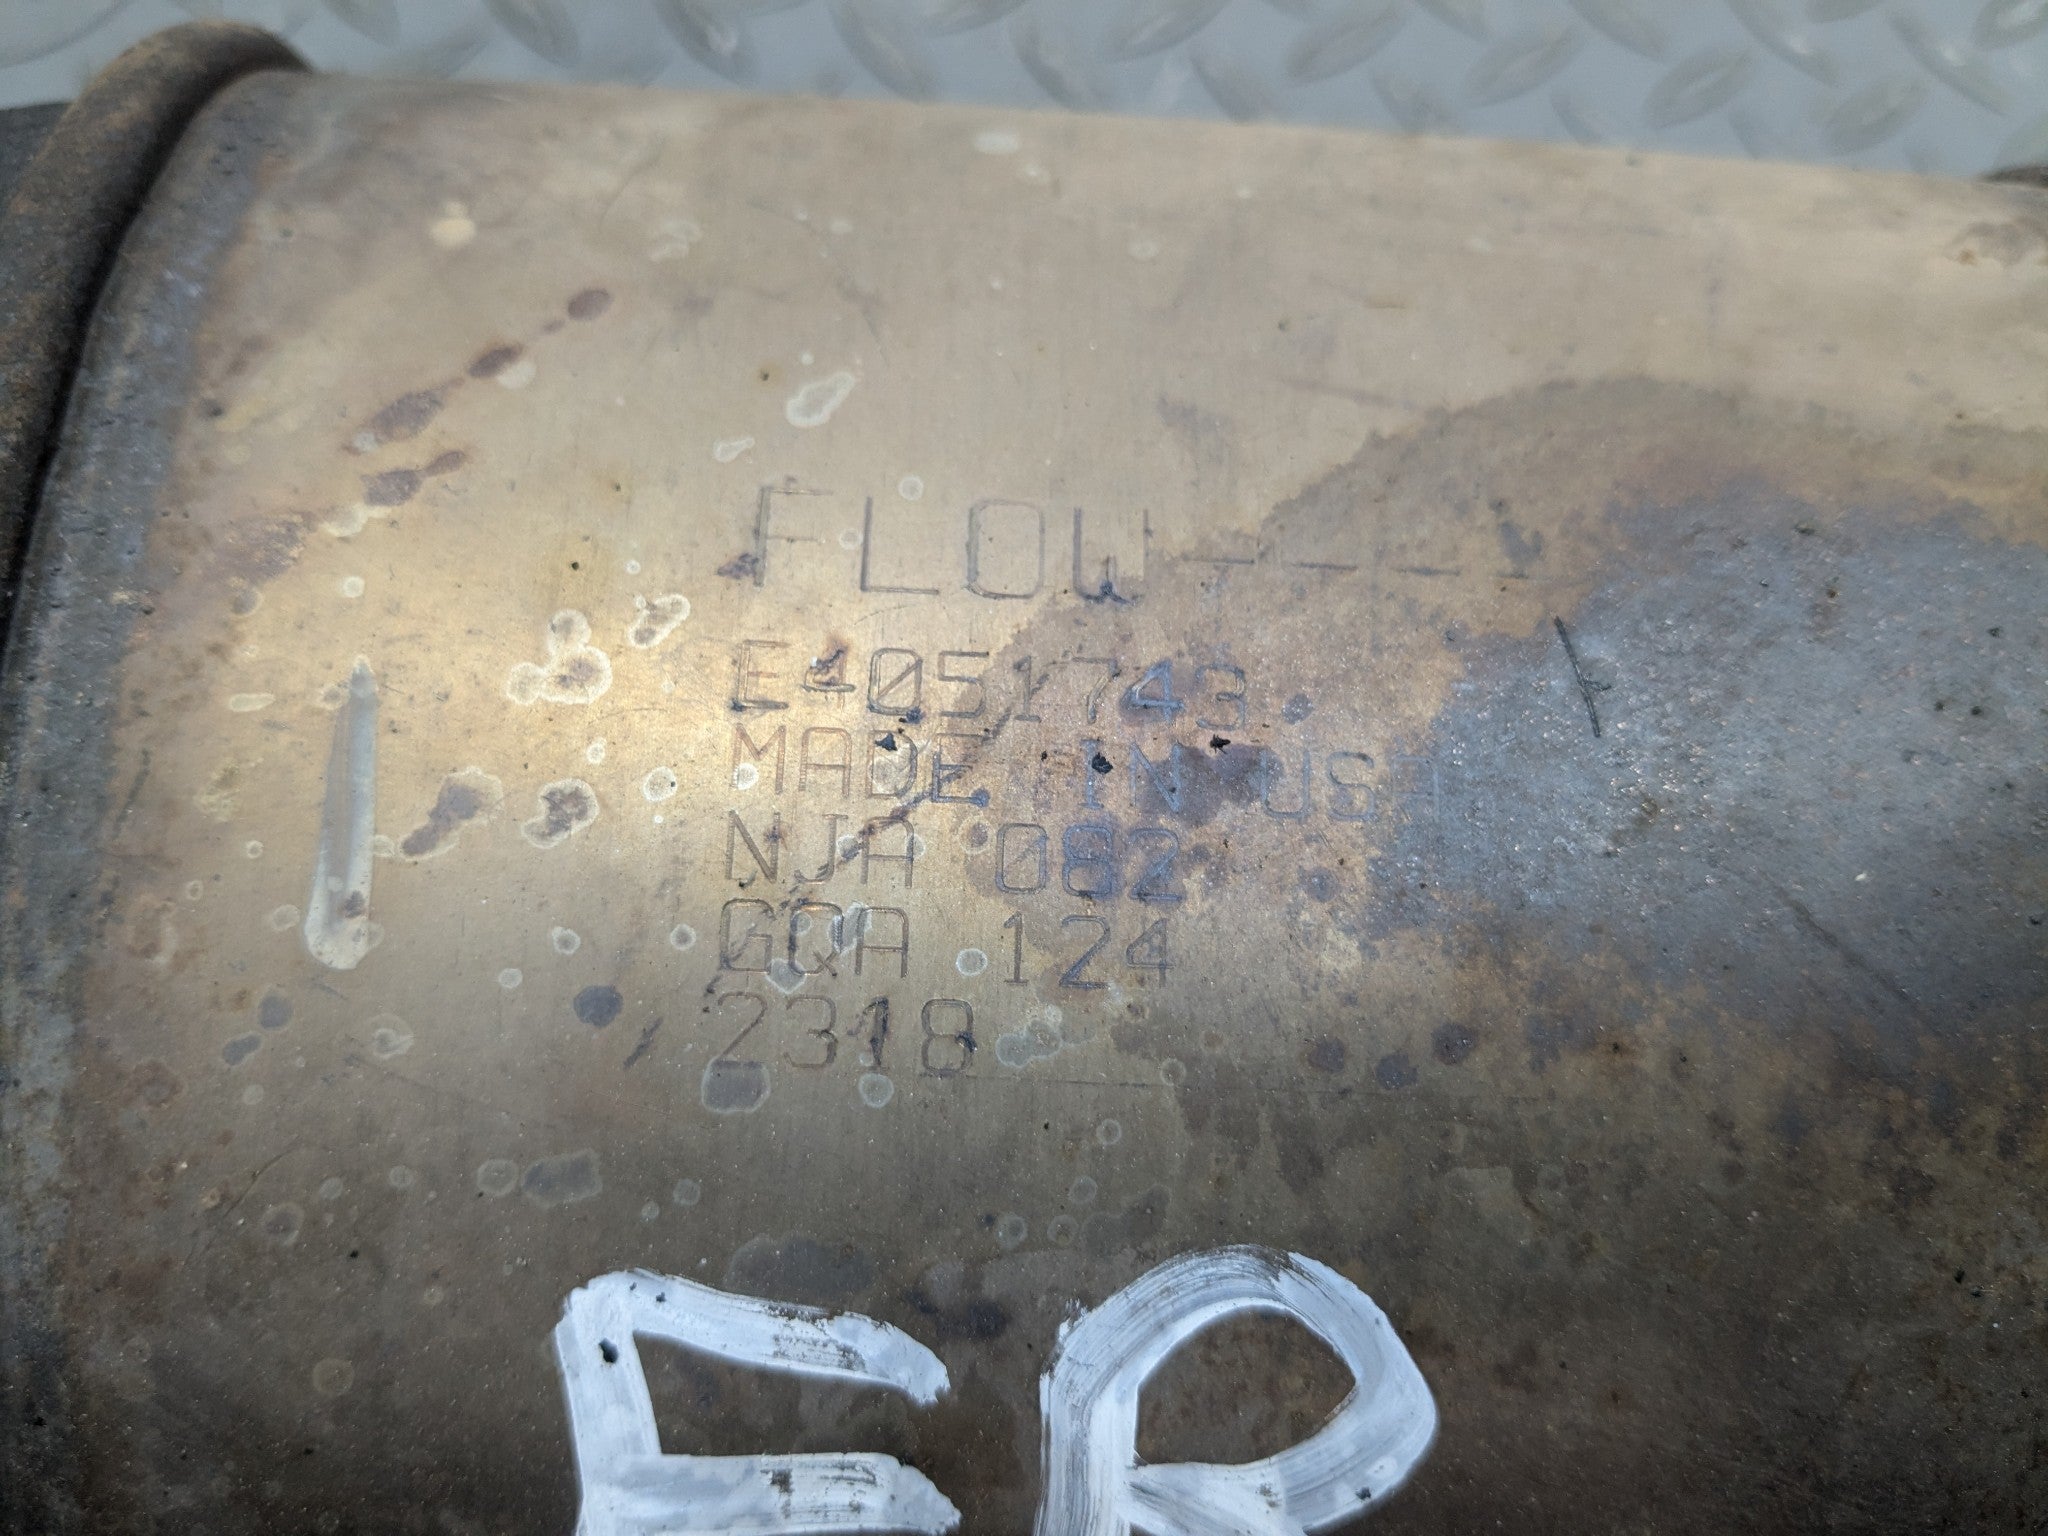 FLOW---->
E4051743
MADE IN USA
NJA 082
GQA 124
2318
FR